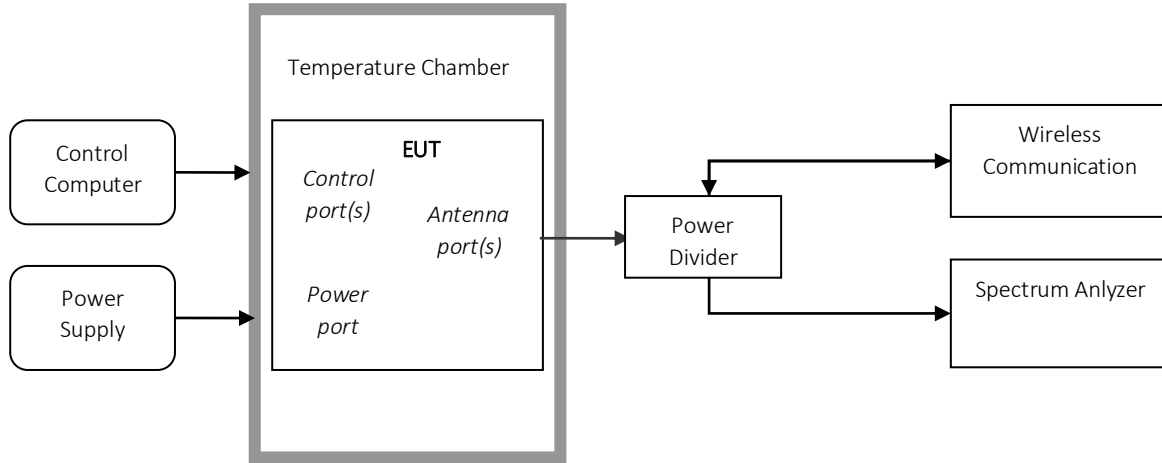 Temperature Chamber
Control
Computer
Power
Supply
EUT
Control
port(s)
Antenna
port(s)
Power
port
Power
Divider
Wireless
Communication
Spectrum Anlyzer